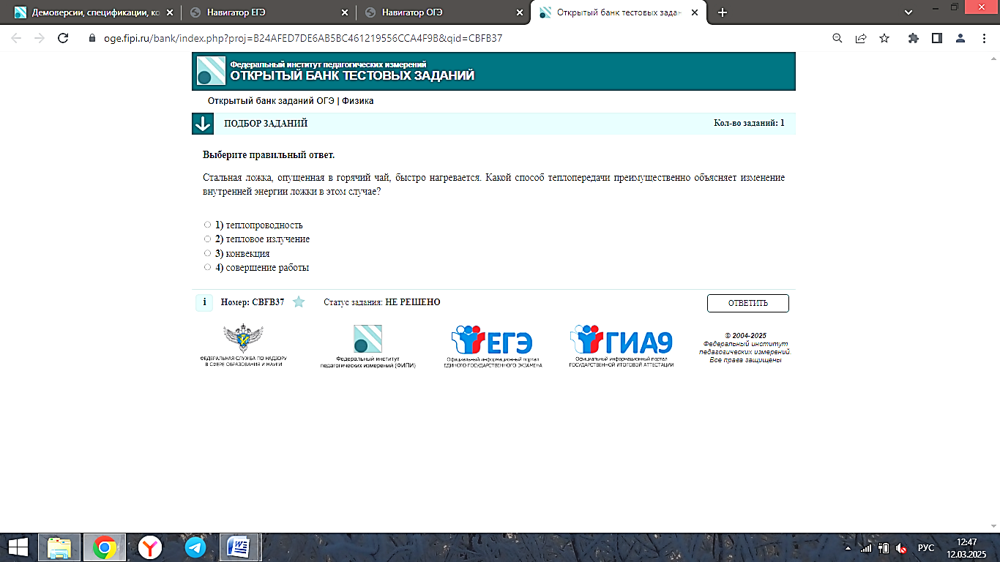 Демоверсии, спецификации, ко
Навигатор ЕГЭ
Навигатор ОГЭ
Открытый банк тестовых задан
oge.fipi.ru/bank/index.php?proj=B24AFED7DE6AB5BC461219556CCA4F9B&qid=CBFB37
Федеральный институт педагогических измерений
ОТКРЫТЫЙ БАНК ТЕСТОВЫХ ЗАДАНИЙ
Открытый банк заданий ОГЭ | Физика
ПОДБОР ЗАДАНИЙ
Кол-во заданий: 1
Выберите правильный ответ.
Стальная ложка, опущенная в горячий чай, быстро нагревается. Какой способ теплопередачи преимущественно объясняет изменение
внутренней энергии ложки в этом случае?
1) теплопроводность
2) тепловое излучение
3) конвекция
4) совершение работы
i Номер: CBFB37
Статус задания: НЕ РЕШЕНО
ОТВЕТИТЬ
ФЕДЕРАЛЬНАЯ СЛУЖБА ПО НАДЗОРУ
В СФЕРЕ ОБРАЗОВАНИЯ И НАУКИ
Федеральный институт
педагогических измерений (ФИПИ)
ЕГЭ
Официальный информационный портал
ЕДИНОГО ГОСУДАРСТВЕННОГО ЭКЗАМЕНА
ГИА9
Официальный информационный портал
ГОСУДАРСТВЕННОЙ ИТОГОВОЙ АТТЕСТАЦИИ
© 2004-2025
Федеральный институт
педагогических измерений.
Все права защищены
РУС
12:47
12.03.2025